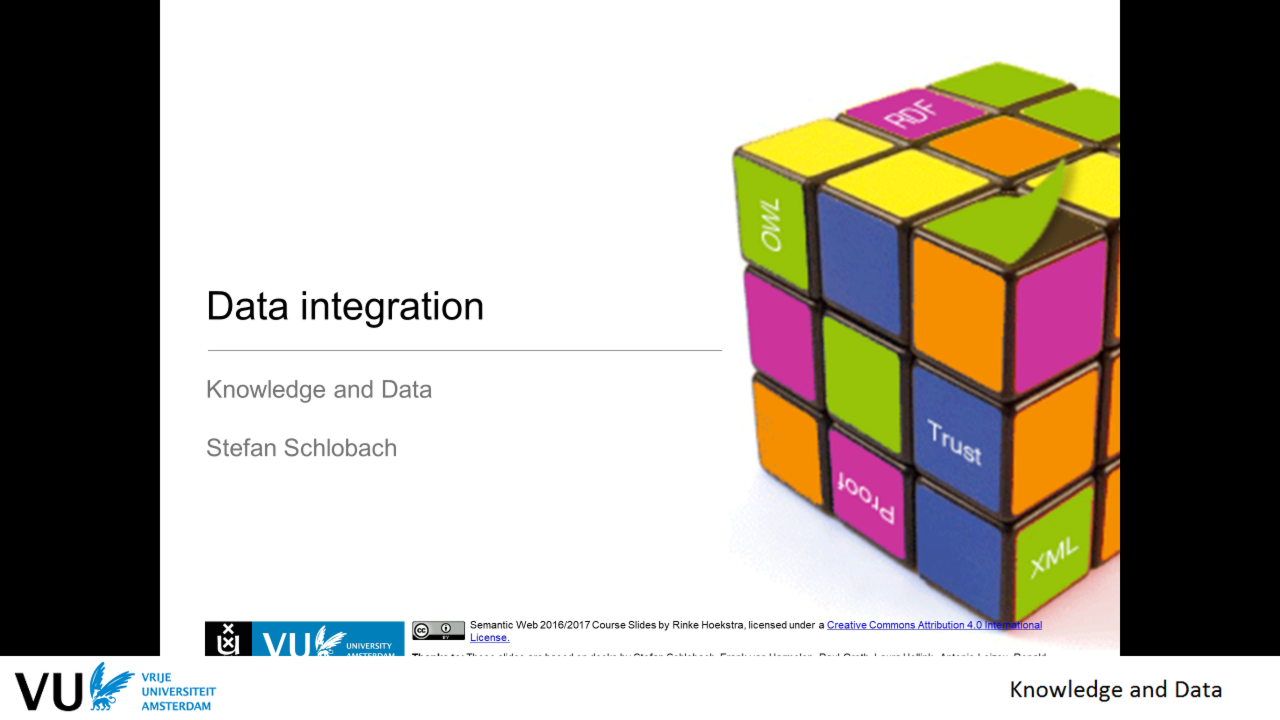 RDF
OWL
Data integration
Knowledge and Data
Trust
Stefan Schlobach
Proof
XML
Semantic Web 2016/2017 Course Slides by Rinke Hoekstra, licensed under a Creative Commons Attribution 4.0 International
License.
CC
BY
VU
UNIVERSITY
AMSTERDAM
VU
VRIJE
UNIVERSITEIT
AMSTERDAM
Knowledge and Data